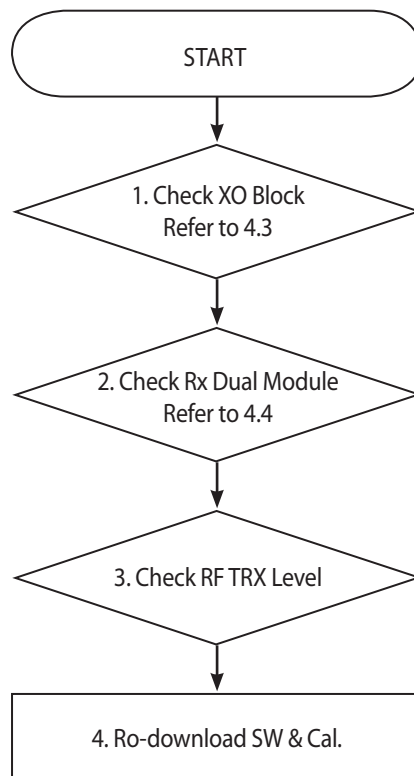 START
1. Check XO Block
Refer to 4.3
2. Check Rx Dual Module
Refer to 4.4
3. Check RF TRX Level
4. Ro-download SW & Cal.